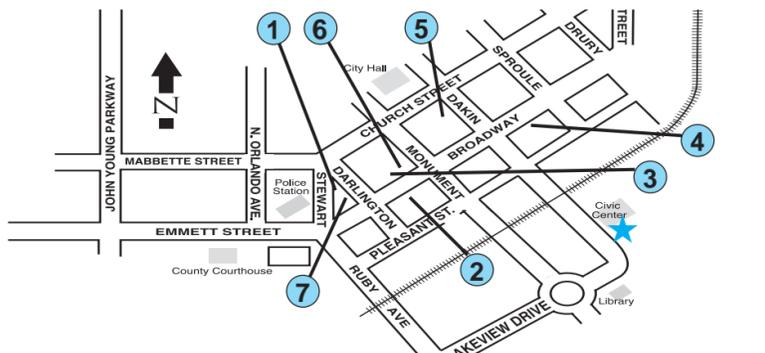 1
6
5
TREET
DRURY
City Hall
SPROULE
CHURCH STREET
DAKIN
JOHN YOUNG PARKWAY
N
N. ORLANDO AVE.
BROADWAY
4
MABBETTE STREET
MONUMENT
3
Police
Station
STEWART
DARLINGTON
Civic
Center
EMMETT STREET
PLEASANT ST.
2
County Courthouse
RUBY AVE
7
Library
AKEVIEW DRIVE